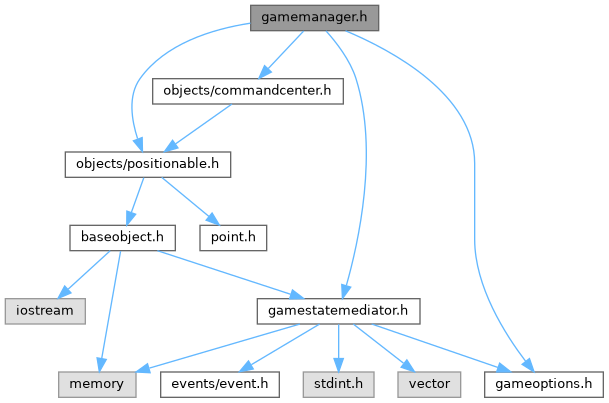 gamemanager.h
objects/commandcenter.h
objects/positionable.h
baseobject.h
point.h
iostream
gamestatemediator.h
memory
events/event.h
stdint.h
vector
gameoptions.h